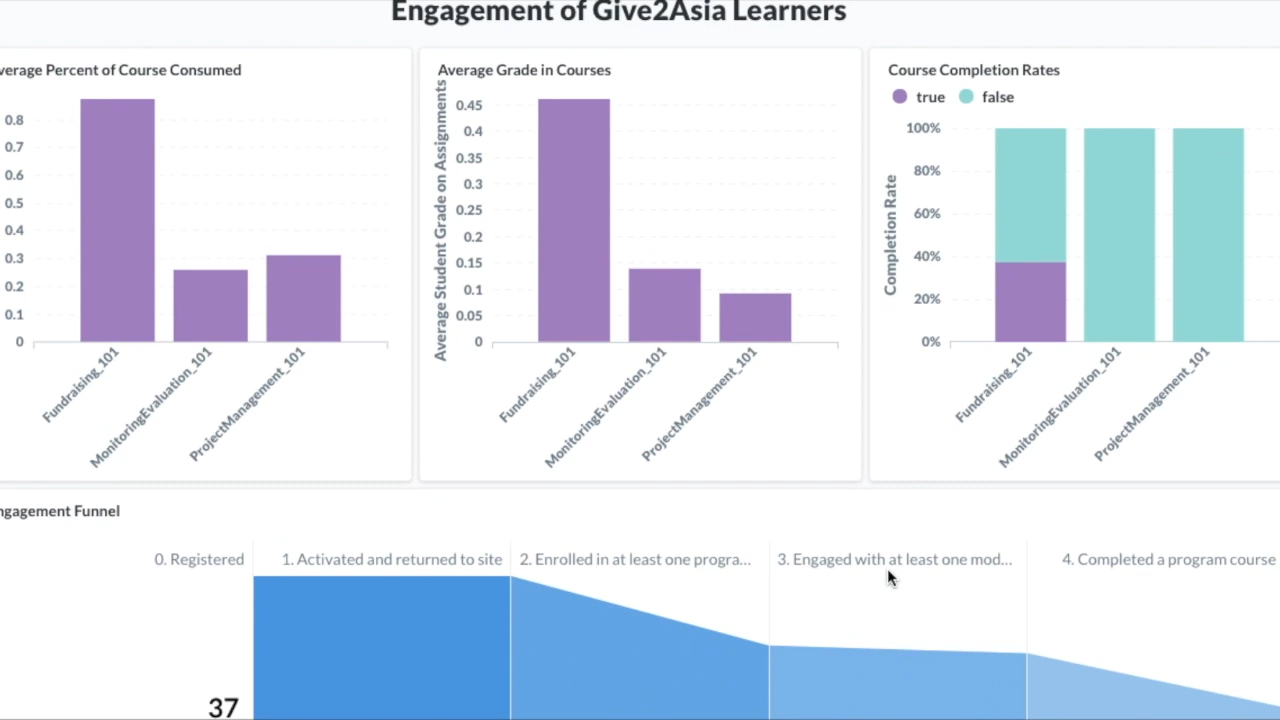 Engagement of Give2Asia Learners
verage Percent of Course Consumed
0.8
0.7
0.6
0.5
0.4
0.3
0.2
0.1
0
Fundraising_101
MonitoringEvaluation_101
ProjectManagement_101
Average Grade in Courses
Average Student Grade on Assignments
0.45
0.4
0.35
0.3
0.25
0.2
0.15
0.1
0.05
0
Fundraising_101
MonitoringEvaluation_101
ProjectManagement_101
Course Completion Rates
true false
Completion Rate
100%
80%
60%
40%
20%
0%
Fundraising_101
MonitoringEvaluation_101
ProjectManagement_101
ngagement Funnel
0. Registered
1. Activated and returned to site
2. Enrolled in at least one progra...
3. Engaged with at least one mod...
4. Completed a program course
37